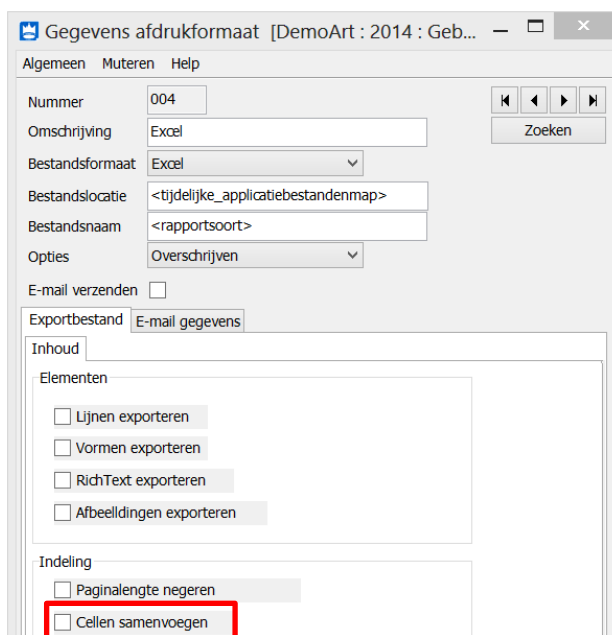 Gegevens afdrukformaat [DemoArt : 2014 : Geb...
Algemeen Muteren Help
Nummer 004
Omschrijving Excel Zoeken
Bestandsformaat Excel
Bestandslocatie <tijdelijke_applicatiebestandenmap>
Bestandsnaam <rapportsoort>
Opties Overschrijven
E-mail verzenden
Exportbestand E-mail gegevens
Inhoud
Elementen
Lijnen exporteren
Vormen exporteren
RichText exporteren
Afbeeldingen exporteren
Indeling
Paginalengte negeren
Cellen samenvoegen